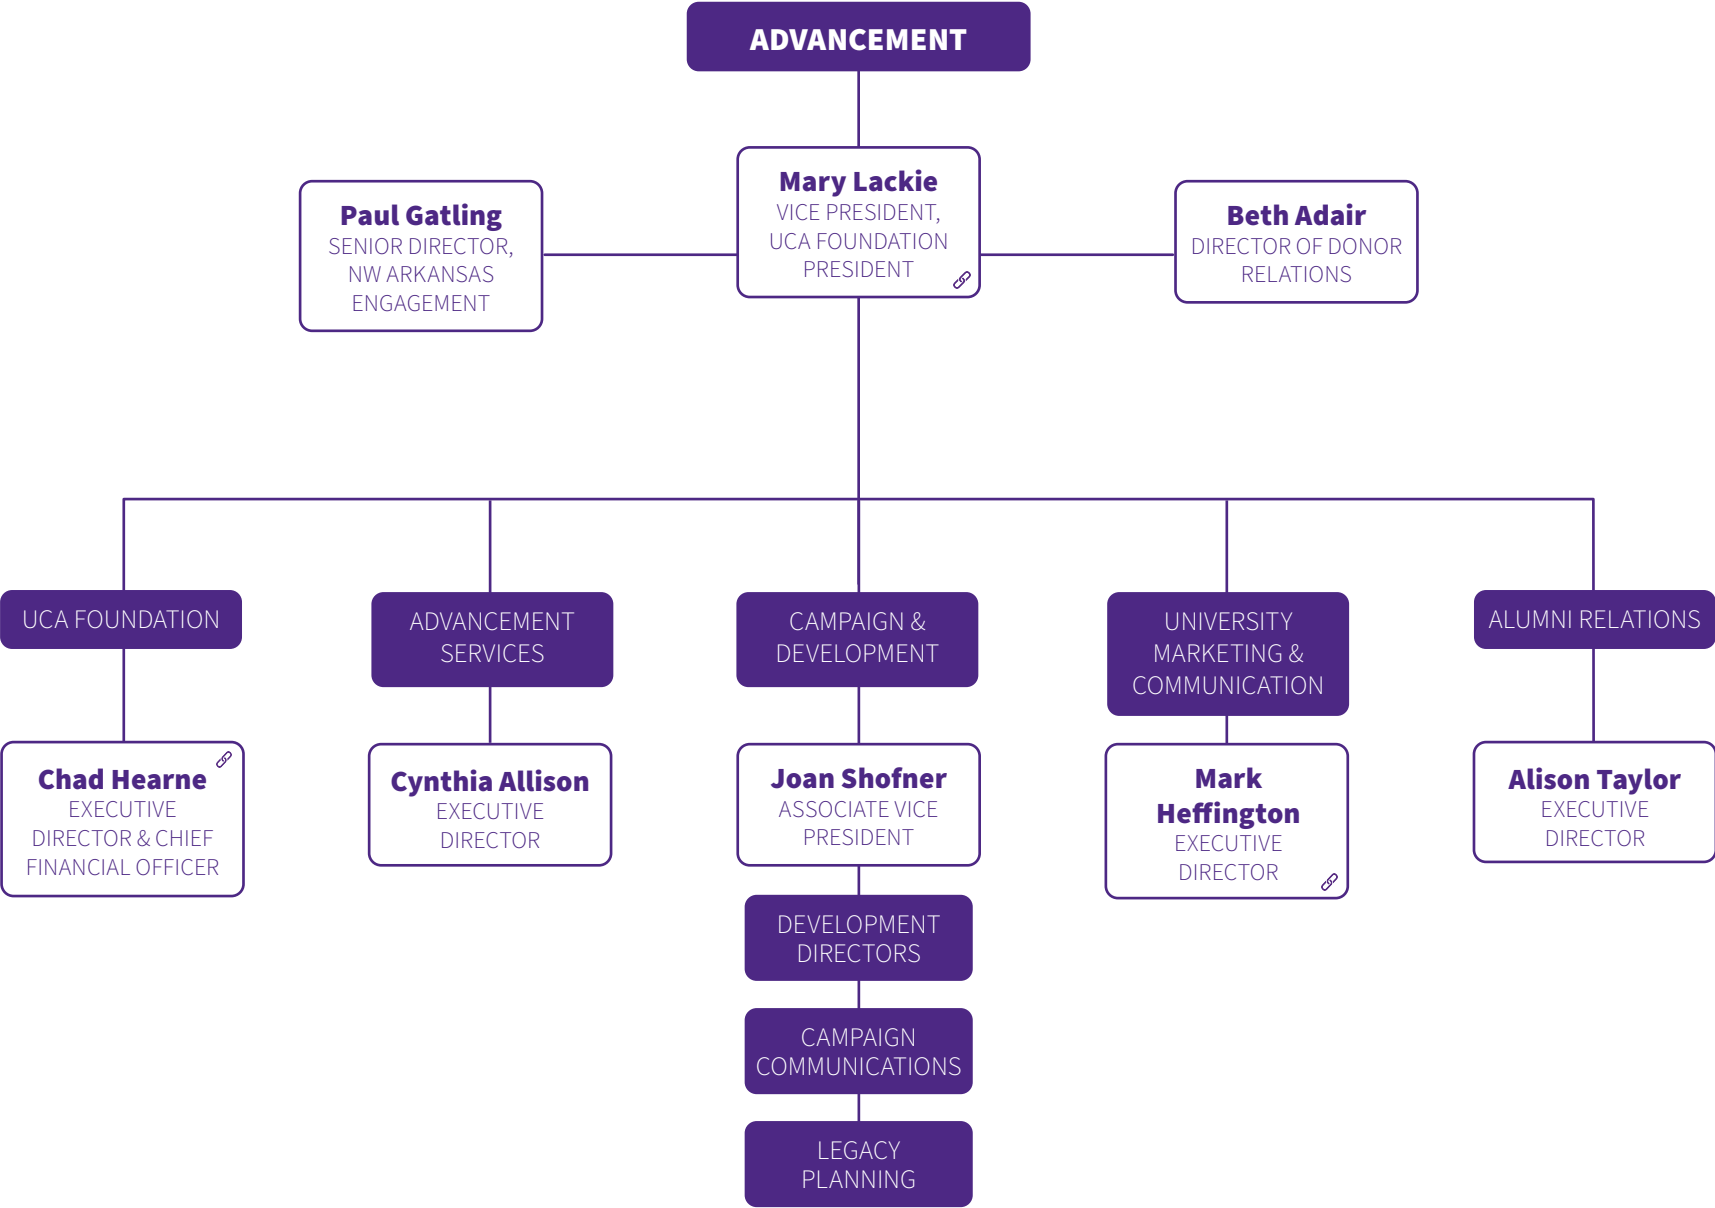 ADVANCEMENT
Mary Lackie
VICE PRESIDENT,
UCA FOUNDATION
PRESIDENT
Paul Gatling
SENIOR DIRECTOR,
NW ARKANSAS
ENGAGEMENT
Beth Adair
DIRECTOR OF DONOR
RELATIONS
UCA FOUNDATION
Chad Hearne
EXECUTIVE
DIRECTOR & CHIEF
FINANCIAL OFFICER
ADVANCEMENT
SERVICES
Cynthia Allison
EXECUTIVE
DIRECTOR
CAMPAIGN &
DEVELOPMENT
Joan Shofner
ASSOCIATE VICE
PRESIDENT
DEVELOPMENT
DIRECTORS
CAMPAIGN
COMMUNICATIONS
LEGACY
PLANNING
UNIVERSITY
MARKETING &
COMMUNICATION
Mark
Heffington
EXECUTIVE
DIRECTOR
ALUMNI RELATIONS
Alison Taylor
EXECUTIVE
DIRECTOR